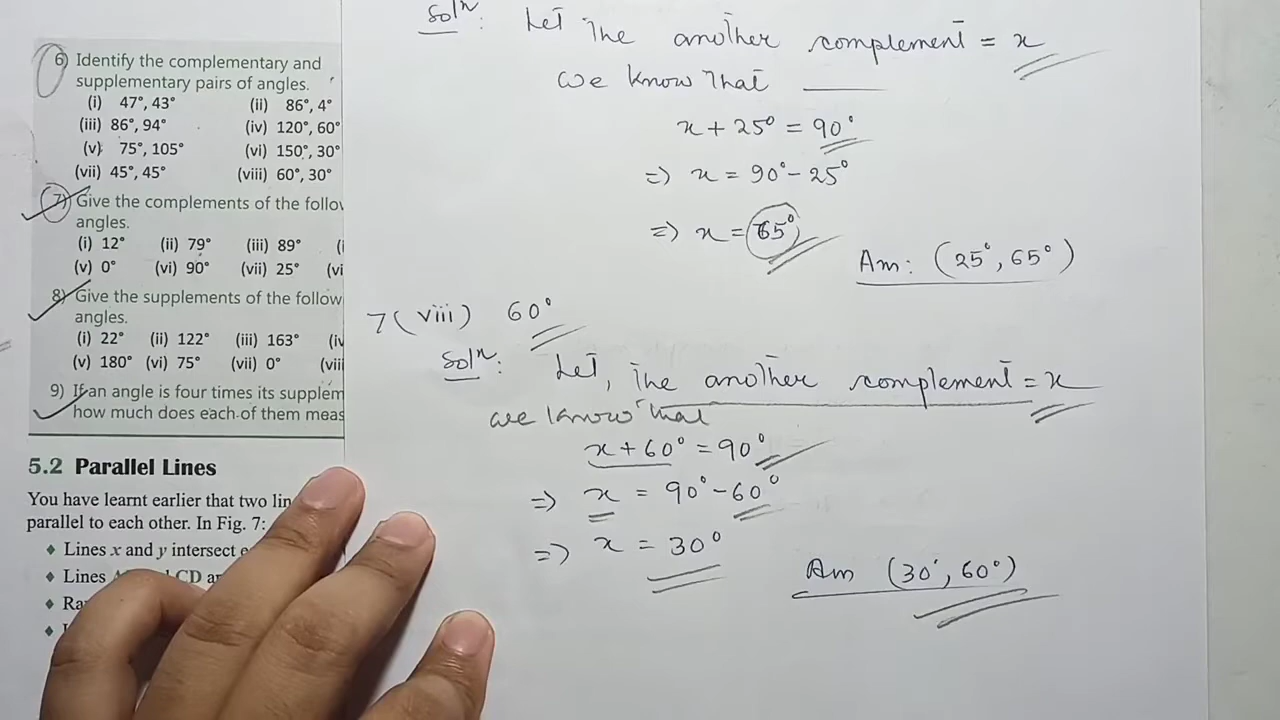 6) Identify the complementary and
supplementary pairs of angles.
(i) 47°, 43° (ii) 86°, 4°
(iii) 86°, 94° (iv) 120°, 60°
(v) 75°, 105° (vi) 150°, 30°
(vii) 45°, 45° (viii) 60°, 30°
7) Give the complements of the follow
angles.
(i) 12° (ii) 79° (iii) 89° (i
(v) 0° (vi) 90° (vii) 25° (vi
8) Give the supplements of the follow
angles.
(i) 22° (ii) 122° (iii) 163° (iv
(v) 180° (vi) 75° (vii) 0° (viii
9) If an angle is four times its supplem
how much does each of them meas
5.2 Parallel Lines
You have learnt earlier that two lin
parallel to each other. In Fig. 7:
♦ Lines x and y intersect
♦ Lines CD
♦ Ra
Solⁿ: Let The another complement = x
we know that
x + 25° = 90°
=> x = 90° - 25°
=> x = 65°
Ans: (25°, 65°)
7(viii) 60°
Solⁿ: Let, The another complement = x
we know that
x + 60° = 90°
=> x = 90° - 60°
=> x = 30°
Ans (30°, 60°)